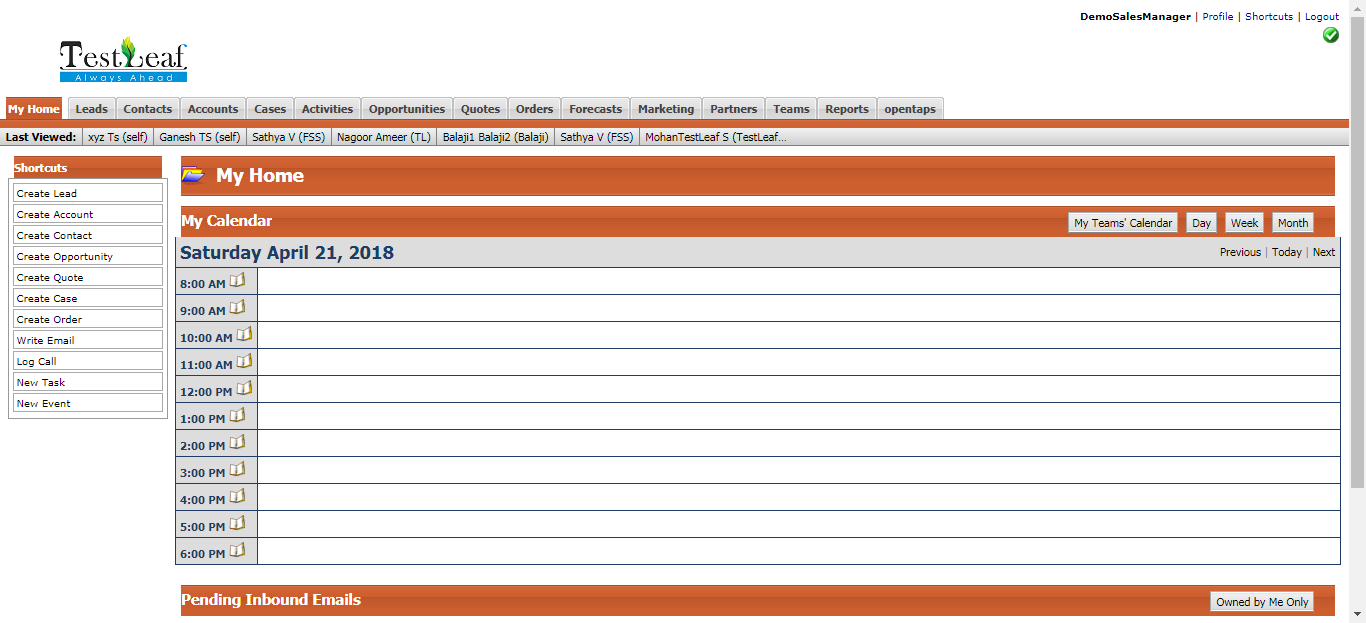 DemoSalesManager | Profile | Shortcuts | Logout
TestLeaf
Always Ahead
My Home Leads Contacts Accounts Cases Activities Opportunities Quotes Orders Forecasts Marketing Partners Teams Reports opentaps
Last Viewed: xyz Ts (self) Ganesh TS (self) Sathya V (FSS) Nagoor Ameer (TL) Balaji1 Balaji2 (Balaji) Sathya V (FSS) MohanTestLeaf S (TestLeaf...
Shortcuts
Create Lead
Create Account
Create Contact
Create Opportunity
Create Quote
Create Case
Create Order
Write Email
Log Call
New Task
New Event
My Home
My Calendar My Teams' Calendar Day Week Month
Saturday April 21, 2018 Previous | Today | Next
8:00 AM
9:00 AM
10:00 AM
11:00 AM
12:00 PM
1:00 PM
2:00 PM
3:00 PM
4:00 PM
5:00 PM
6:00 PM
Pending Inbound Emails Owned by Me Only